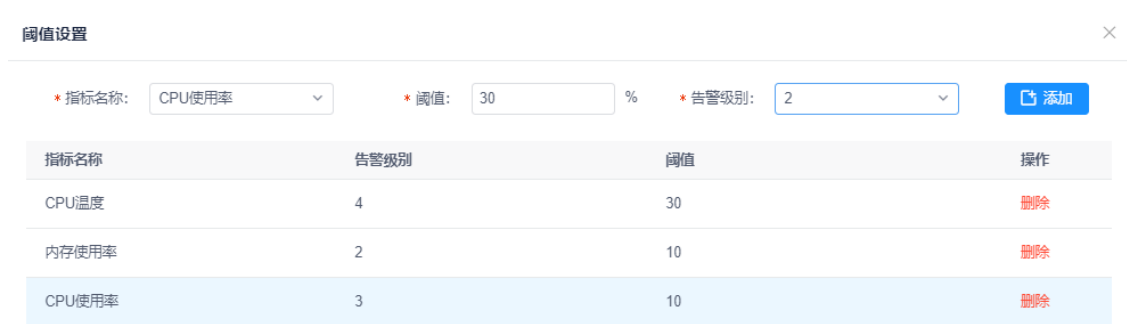 阈值设置
* 指标名称: CPU使用率 * 阈值: 30 % * 告警级别: 2 添加
指标名称 告警级别 阈值 操作
CPU温度 4 30 删除
内存使用率 2 10 删除
CPU使用率 3 10 删除